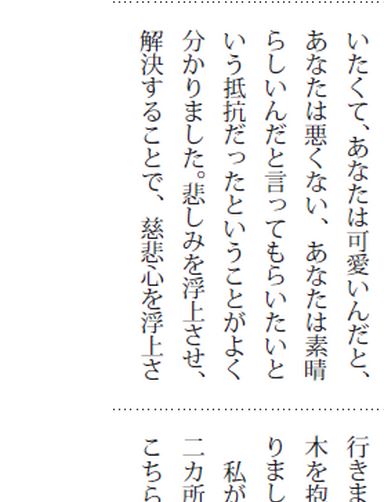 いたくて、あなたは可愛いんだと、
あなたは悪くない、あなたは素晴
らしいんだと言ってもらいたいと
いう抵抗だったということがよく
分かりました。悲しみを浮上させ、
解決することで、慈悲心を浮上さ
行きま
木を抱
りまし
私が
二カ所
こちら